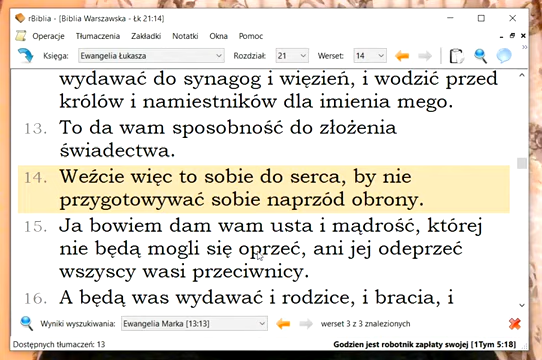 rBiblia - [Biblia Warszawska - Łk 21:14]
Operacje Tłumaczenia Zakładki Notatki Okna Pomoc
Księga: Ewangelia Łukasza Rozdział: 21 Werset: 14
wydawać do synagog i więzień, i wodzić przed
królów i namiestników dla imienia mego.
13. To da wam sposobność do złożenia
świadectwa.
14. Weźcie więc to sobie do serca, by nie
przygotowywać sobie naprzód obrony.
15. Ja bowiem dam wam usta i mądrość, której
nie będą mogli się oprzeć, ani jej odeprzeć
wszyscy wasi przeciwnicy.
16. A będą was wydawać i rodzice, i bracia, i
Wyniki wyszukiwania: Ewangelia Marka [13:13] werset 3 z 3 znalezionych
Dostępnych tłumaczeń: 13 Godzien jest robotnik zapłaty swojej [1Tym 5:18]